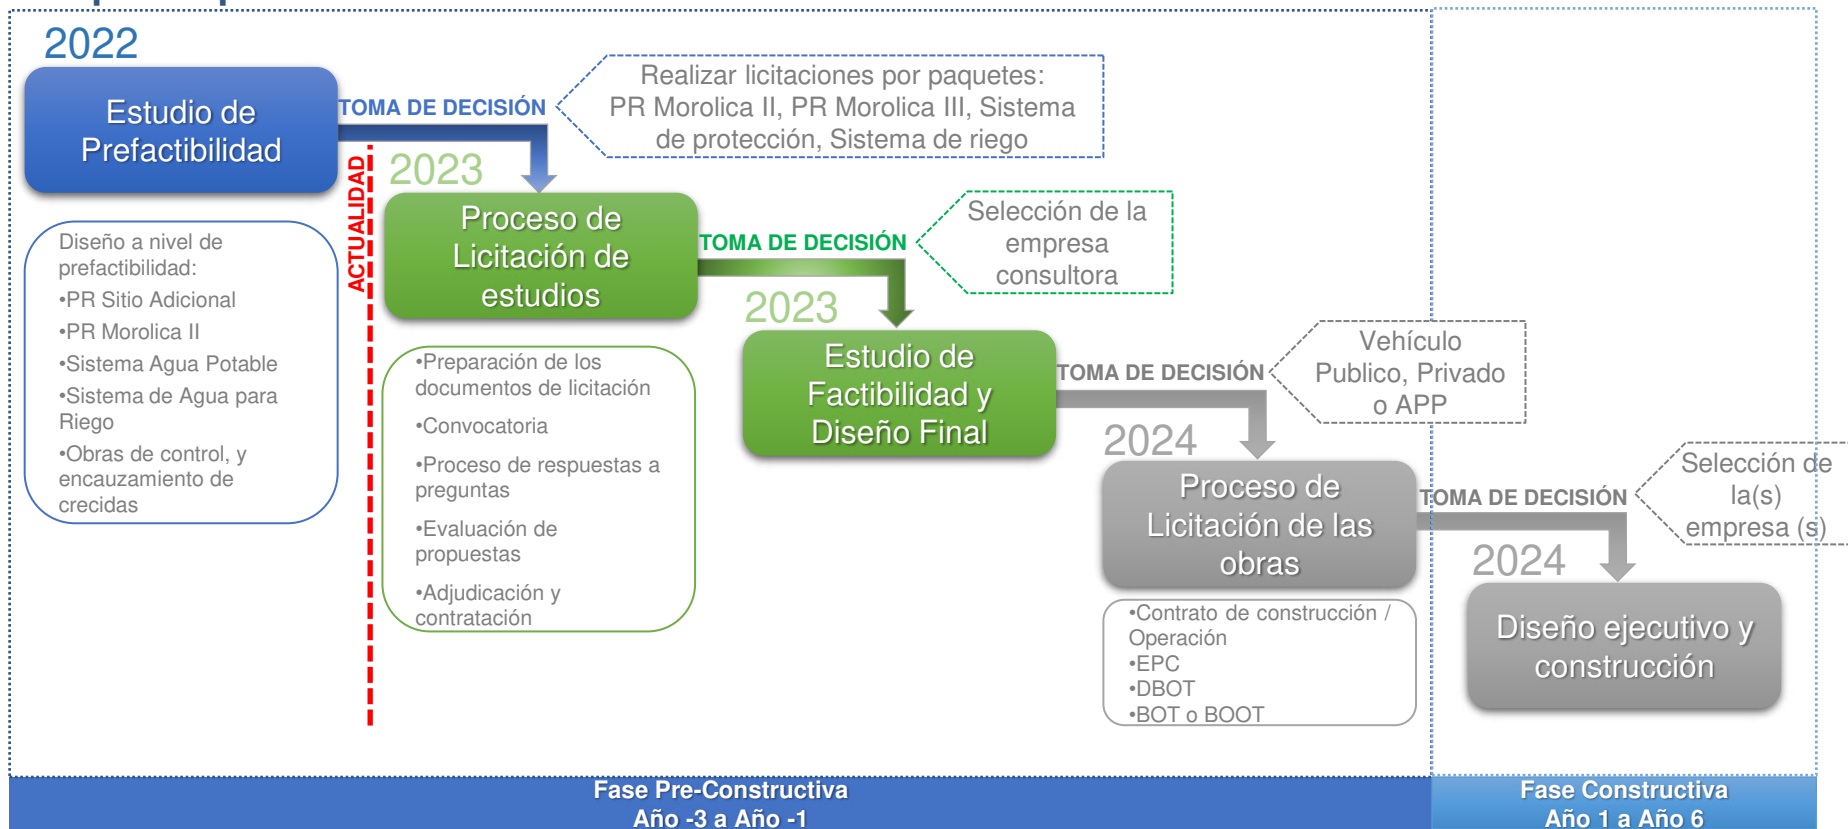 2022
Estudio de
Prefactibilidad
TOMA DE DECISIÓN
Realizar licitaciones por paquetes:
PR Morolica II, PR Morolica III, Sistema
de protección, Sistema de riego
Diseño a nivel de
prefactibilidad:
•PR Sitio Adicional
•PR Morolica II
•Sistema Agua Potable
•Sistema de Agua para
Riego
•Obras de control, y
encauzamiento de
crecidas
ACTUALIDAD
2023
Proceso de
Licitación de
estudios
TOMA DE DECISIÓN
Selección de la
empresa
consultora
•Preparación de los
documentos de licitación
•Convocatoria
•Proceso de respuestas a
preguntas
•Evaluación de
propuestas
•Adjudicación y
contratación
2023
Estudio de
Factibilidad y
Diseño Final
TOMA DE DECISIÓN
Vehículo
Publico, Privado
o APP
2024
Proceso de
Licitación de las
obras
TOMA DE DECISIÓN
Selección de
la(s)
empresa (s)
•Contrato de construcción /
Operación
•EPC
•DBOT
•BOT o BOOT
2024
Diseño ejecutivo y
construcción
Fase Pre-Constructiva
Año -3 a Año -1
Fase Constructiva
Año 1 a Año 6